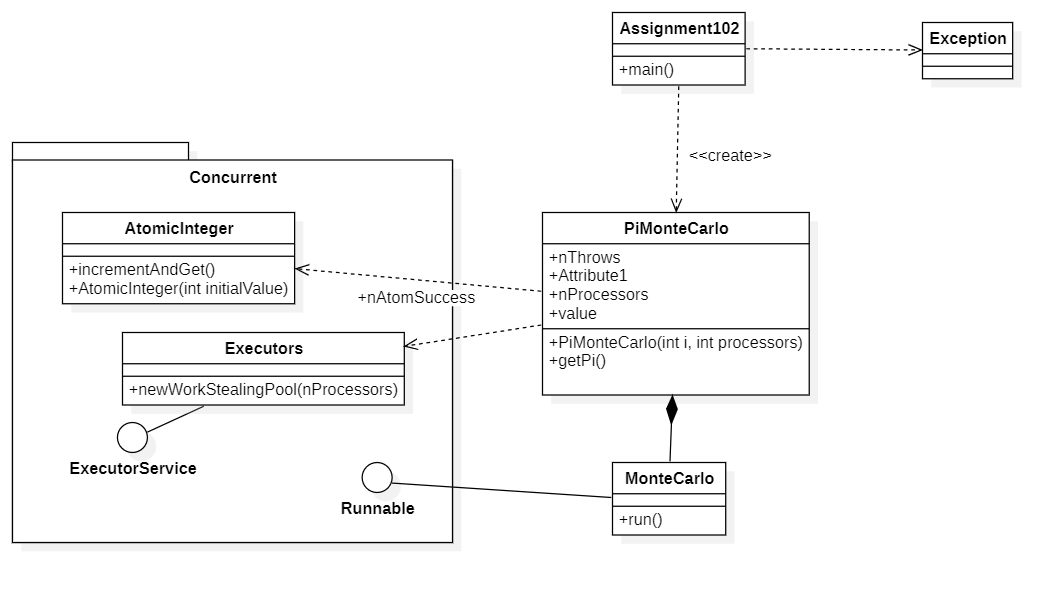 Assignment102
+main()
Exception
<<create>>
Concurrent
AtomicInteger
+incrementAndGet()
+AtomicInteger(int initialValue)
+nAtomSuccess
PiMonteCarlo
+nThrows
+Attribute1
+nProcessors
+value
+PiMonteCarlo(int i, int processors)
+getPi()
Executors
+newWorkStealingPool(nProcessors)
ExecutorService
Runnable
MonteCarlo
+run()